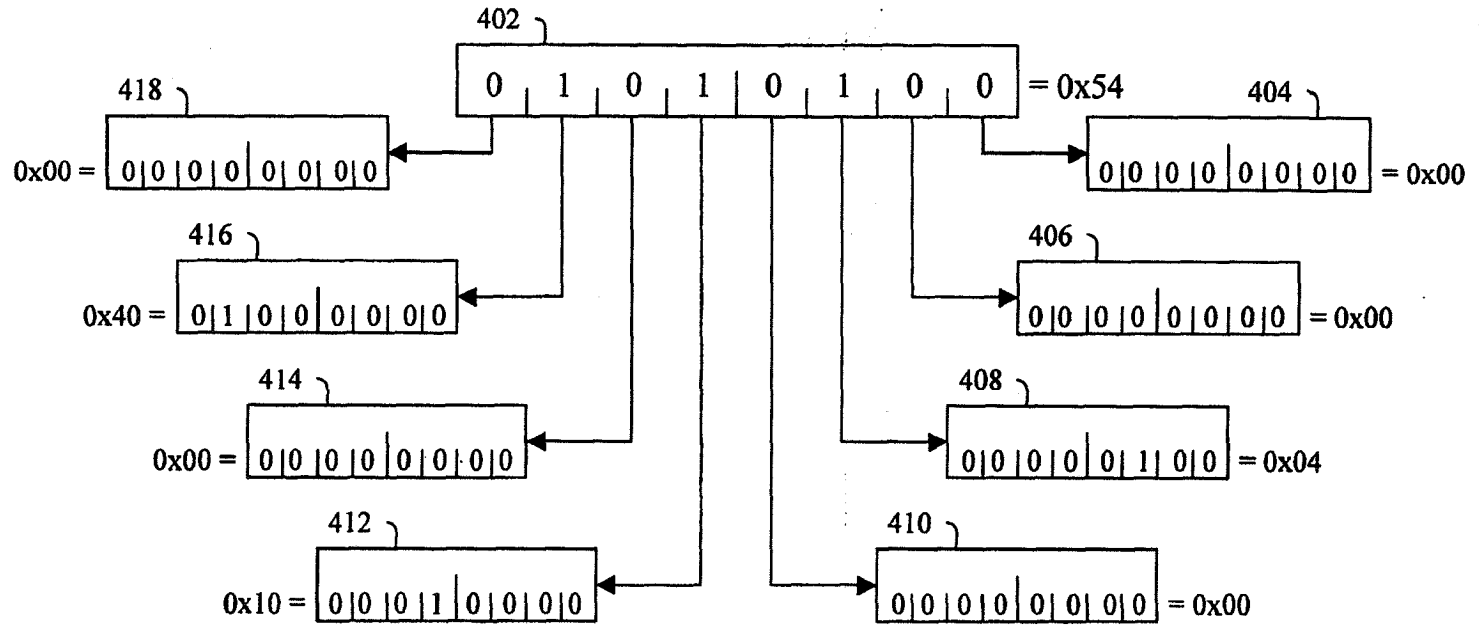 402
0 1 0 1 0 1 0 0 = 0x54
418
0x00 = 0 0 0 0 0 0 0 0
404
0 0 0 0 0 0 0 0 = 0x00
416
0x40 = 0 1 0 0 0 0 0 0
406
0 0 0 0 0 0 0 0 = 0x00
414
0x00 = 0 0 0 0 0 0 0 0
408
0 0 0 0 0 1 0 0 = 0x04
412
0x10 = 0 0 0 1 0 0 0 0
410
0 0 0 0 0 0 0 0 = 0x00